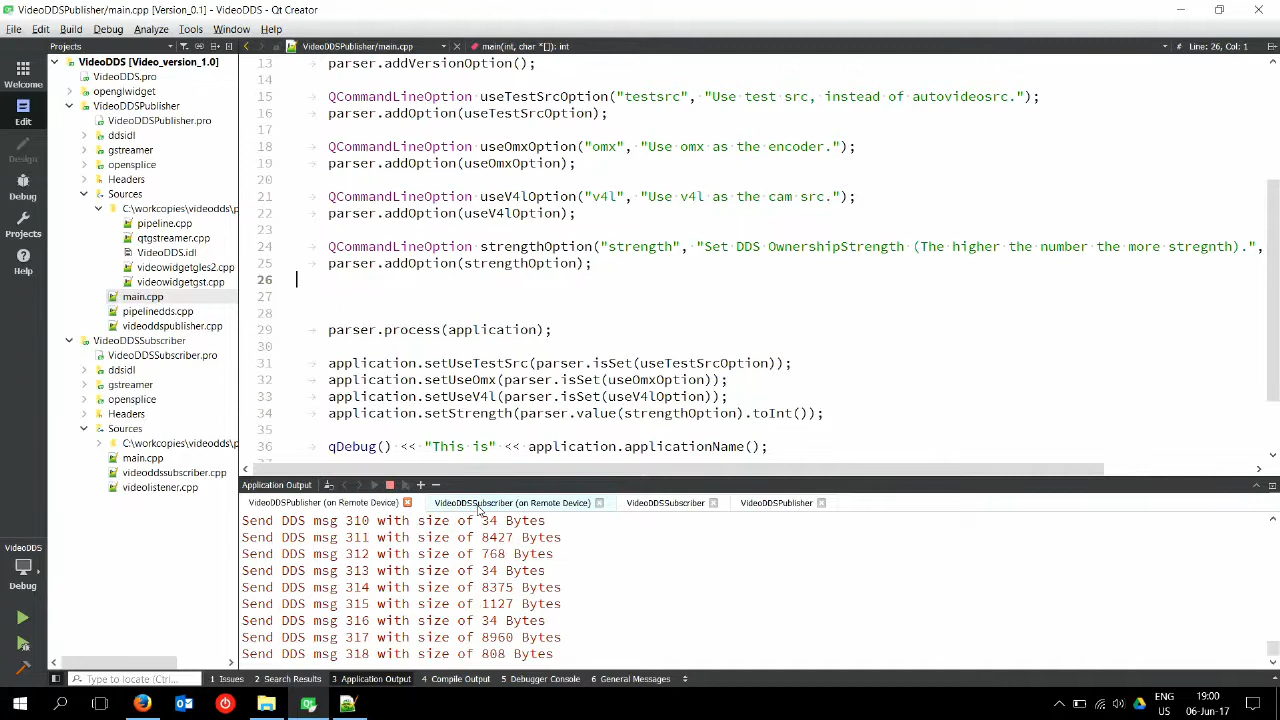 VideoDDSPublisher/main.cpp [Version_0.1] - VideoDDS - Qt Creator
File Edit Build Debug Analyze Tools Window Help
Projects
VideoDDSPublisher/main.cpp
main(int, char *[]): int
# Line: 26, Col: 1
Welcome
Edit
Design
Debug
Projects
Help
VideoDDS
Debug
VideoDDS [Video_version_1.0]
VideoDDS.pro
openglwidget
VideoDDSPublisher
VideoDDSPublisher.pro
ddsidl
gstreamer
opensplice
Headers
Sources
C:\workcopies\videodds\p
pipeline.cpp
qtgstreamer.cpp
VideoDDS.idl
videowidgetgles2.cpp
videowidgetgst.cpp
main.cpp
pipelinedds.cpp
videoddspublisher.cpp
VideoDDSSubscriber
VideoDDSSubscriber.pro
ddsidl
gstreamer
opensplice
Headers
Sources
C:\workcopies\videodds\p
main.cpp
videoddssubscriber.cpp
videolistener.cpp
13 parser.addVersionOption();
14
15 QCommandLineOption useTestSrcOption("testsrc", "Use test src, instead of autovideosrc.");
16 parser.addOption(useTestSrcOption);
17
18 QCommandLineOption useOmxOption("omx", "Use omx as the encoder.");
19 parser.addOption(useOmxOption);
20
21 QCommandLineOption useV4lOption("v4l", "Use v4l as the cam src.");
22 parser.addOption(useV4lOption);
23
24 QCommandLineOption strengthOption("strength", "Set DDS OwnershipStrength (The higher the number the more stregnth).",
25 parser.addOption(strengthOption);
26
27
28
29 parser.process(application);
30
31 application.setUseTestSrc(parser.isSet(useTestSrcOption));
32 application.setUseOmx(parser.isSet(useOmxOption));
33 application.setUseV4l(parser.isSet(useV4lOption));
34 application.setStrength(parser.value(strengthOption).toInt());
35
36 qDebug() << "This is" << application.applicationName();
Application Output
VideoDDSPublisher (on Remote Device) VideoDDSSubscriber (on Remote Device) VideoDDSSubscriber VideoDDSPublisher
Send DDS msg 310 with size of 34 Bytes
Send DDS msg 311 with size of 8427 Bytes
Send DDS msg 312 with size of 768 Bytes
Send DDS msg 313 with size of 34 Bytes
Send DDS msg 314 with size of 8375 Bytes
Send DDS msg 315 with size of 1127 Bytes
Send DDS msg 316 with size of 34 Bytes
Send DDS msg 317 with size of 8960 Bytes
Send DDS msg 318 with size of 808 Bytes
Type to locate (Ctrl+...) 1 Issues 2 Search Results 3 Application Output 4 Compile Output 5 Debugger Console 6 General Messages
ENG
US
19:00
06-Jun-17